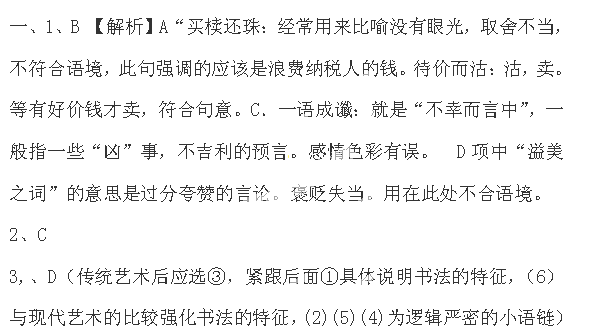 一、1、B 【解析】A“买椟还珠：经常用来比喻没有眼光，取舍不当，
不符合语境，此句强调的应该是浪费纳税人的钱。待价而沽：沽，卖。
等有好价钱才卖，符合句意。C．一语成谶：就是“不幸而言中”，一
般指一些“凶”事，不吉利的预言。感情色彩有误。 D 项中“溢美
之词”的意思是过分夸赞的言论。褒贬失当。用在此处不合语境。
2、C
3,、D（传统艺术后应选③，紧跟后面①具体说明书法的特征，（6）
与现代艺术的比较强化书法的特征，(2)(5)(4)为逻辑严密的小语链）